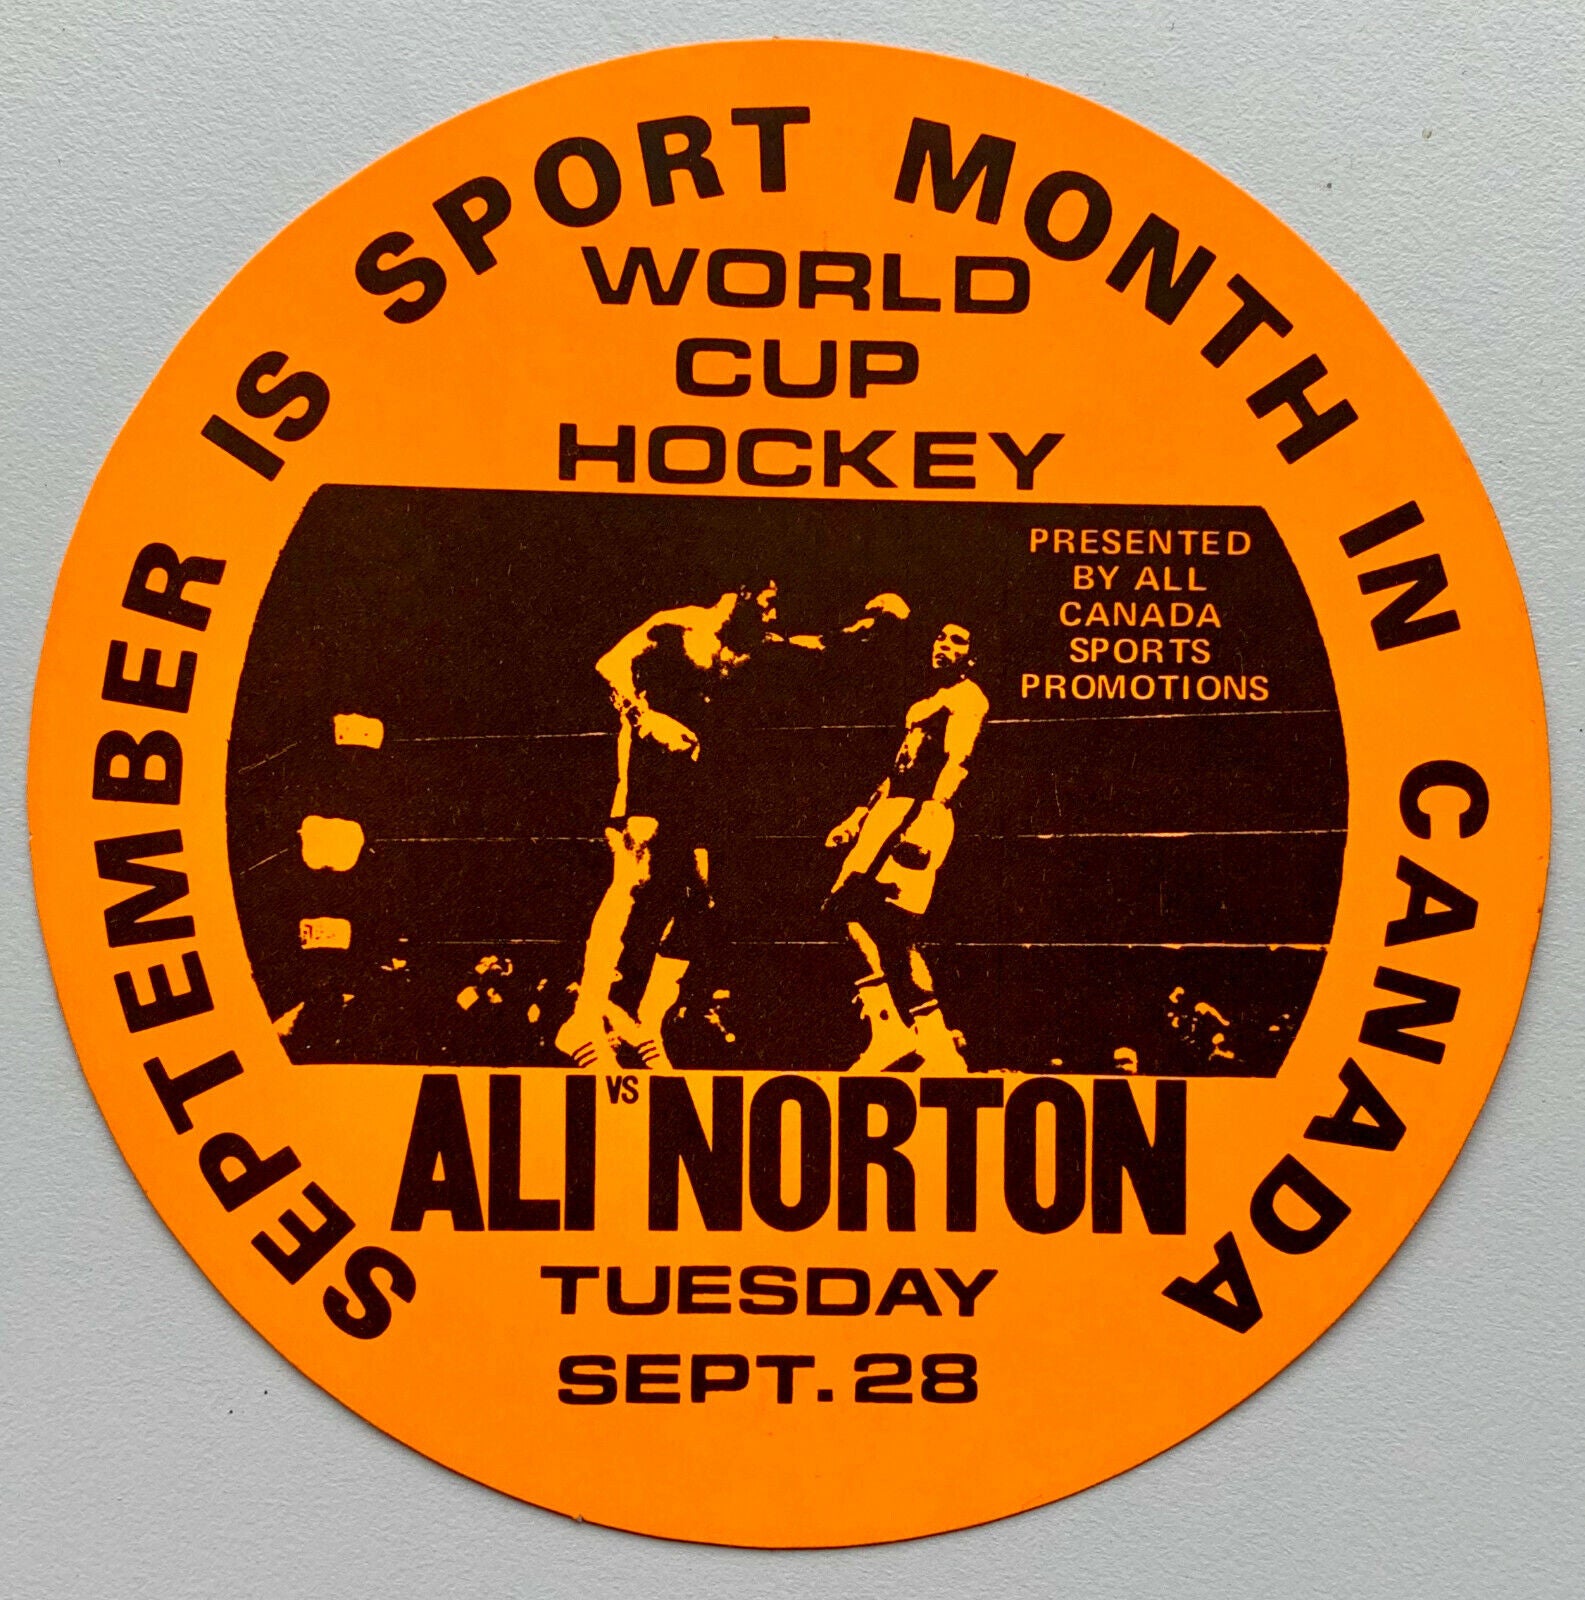 SEPTEMBER IS SPORT MONTH IN CANADA
WORLD
CUP
HOCKEY
PRESENTED
BY ALL
CANADA
SPORTS
PROMOTIONS
ALI VS NORTON
TUESDAY
SEPT. 28